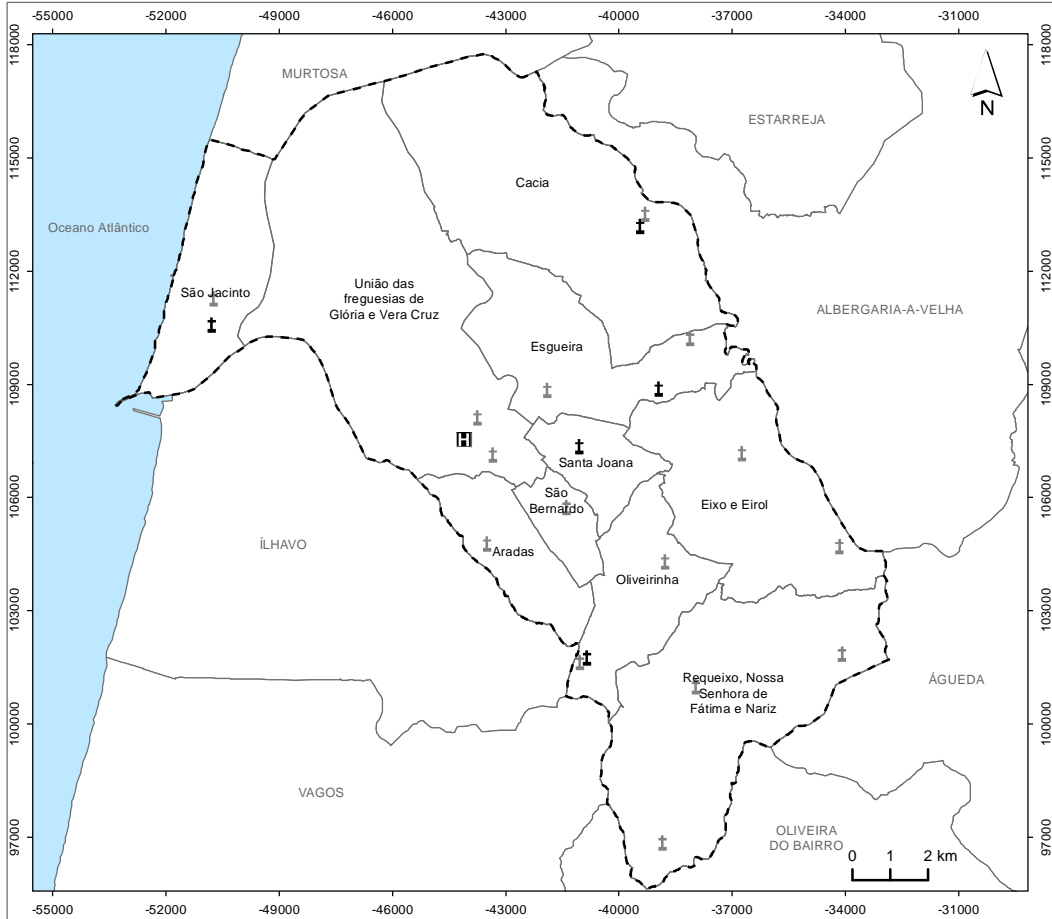 -55000 -52000 -49000 -46000 -43000 -40000 -37000 -34000 -31000
118000 118000
MURTOSA
ESTARREJA
N
115000 115000
Cacia
Oceano Atlântico
112000 112000
São Jacinto
União das
freguesias de
Glória e Vera Cruz
ALBERGARIA-A-VELHA
Esgueira
109000 109000
H
Santa Joana
106000 106000
São
Bernardo
Eixo e Eirol
ÍLHAVO
Aradas
Oliveirinha
103000 103000
Requeixo, Nossa
Senhora de
Fátima e Nariz
ÁGUEDA
100000 100000
VAGOS
97000 97000
OLIVEIRA
DO BAIRRO
0 1 2 km
-55000 -52000 -49000 -46000 -43000 -40000 -37000 -34000 -31000